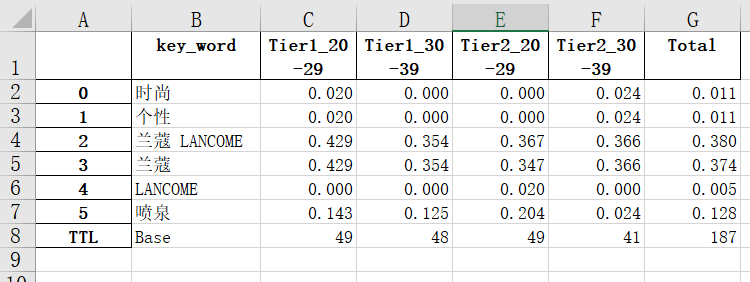 A B C D E F G
1 key_word Tier1_20-29 Tier1_30-39 Tier2_20-29 Tier2_30-39 Total
2 0 时尚 0.020 0.000 0.000 0.024 0.011
3 1 个性 0.020 0.000 0.000 0.024 0.011
4 2 兰蔻 LANCOME 0.429 0.354 0.367 0.366 0.380
5 3 兰蔻 0.429 0.354 0.347 0.366 0.374
6 4 LANCOME 0.000 0.000 0.020 0.000 0.005
7 5 喷泉 0.143 0.125 0.204 0.024 0.128
8 TTL Base 49 48 49 41 187
9
10